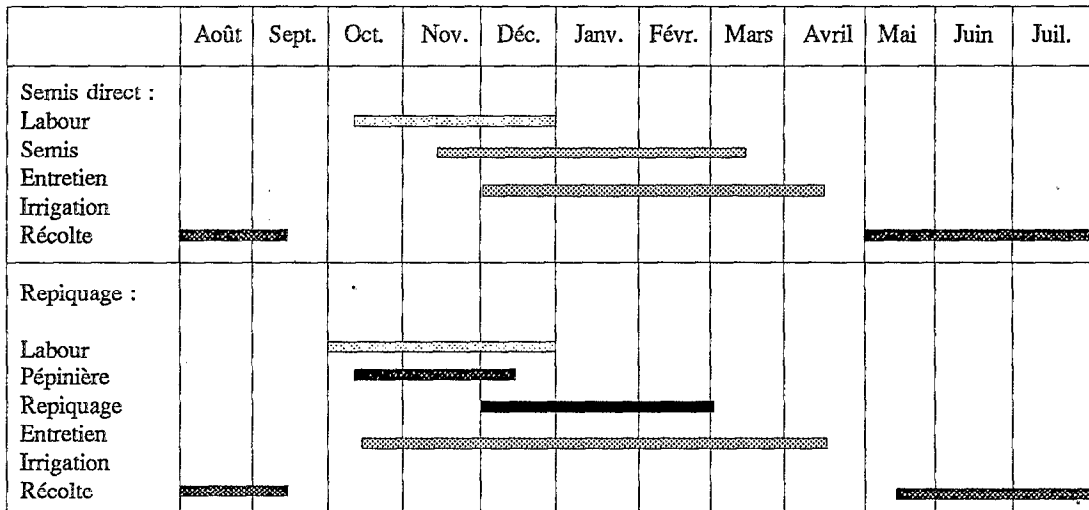 Août Sept. Oct. Nov. Déc. Janv. Févr. Mars Avril Mai Juin Juil.
Semis direct :
Labour
Semis
Entretien
Irrigation
Récolte
Repiquage :
Labour
Pépinière
Repiquage
Entretien
Irrigation
Récolte